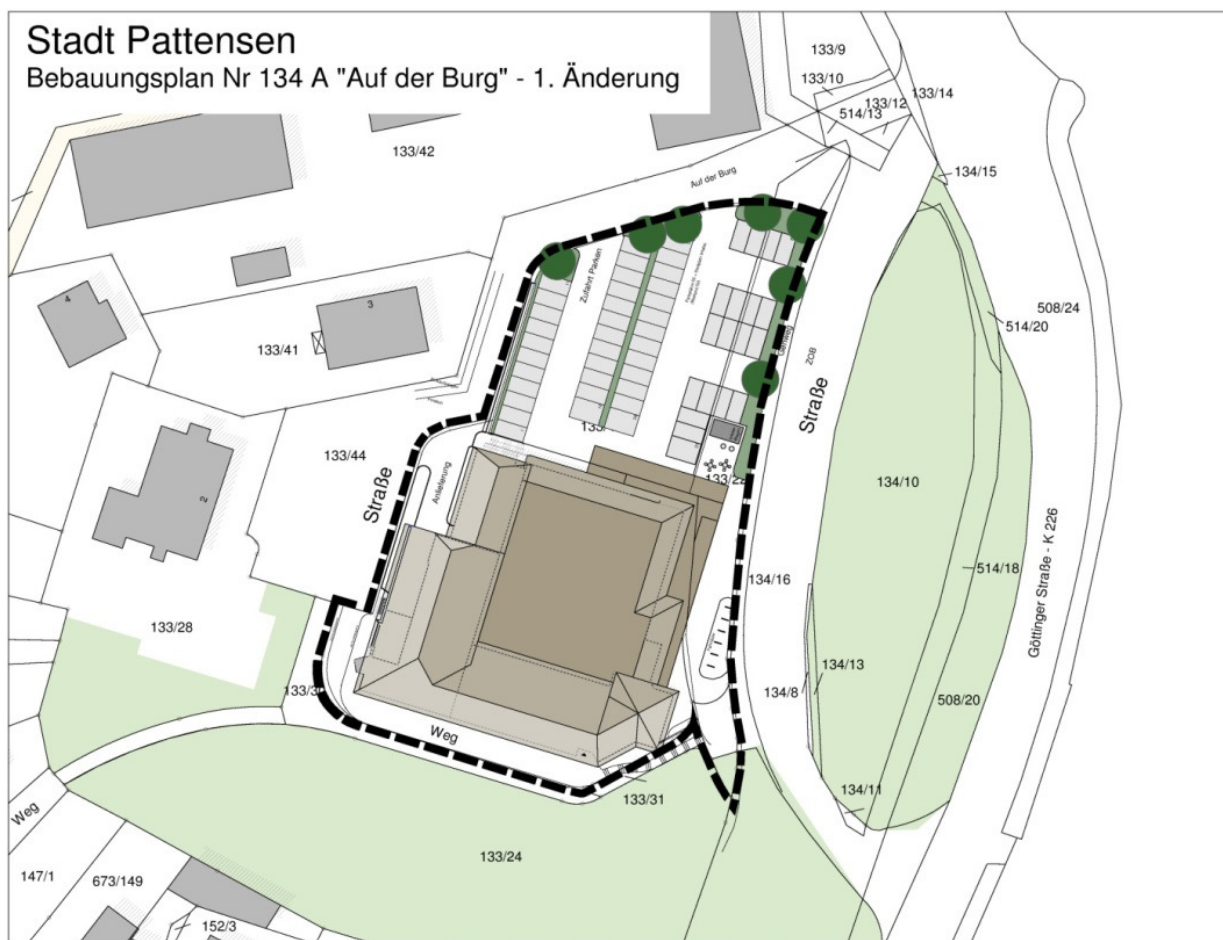 Stadt Pattensen
Bebauungsplan Nr 134 A "Auf der Burg" - 1. Änderung
133/9
133/10
133/14
133/12
514/13
133/42
134/15
Auf der Burg
Zufahrt Parken
4
3
133/41
508/24
514/20
Gehweg
ZOB
Straße
133/
133/44
Straße
Anlieferung
133/22
134/10
2
134/16
514/18
Göttinger Straße - K 226
133/28
133/3
134/8
134/13
508/20
Weg
133/31
134/11
Weg
133/24
147/1
673/149
152/3